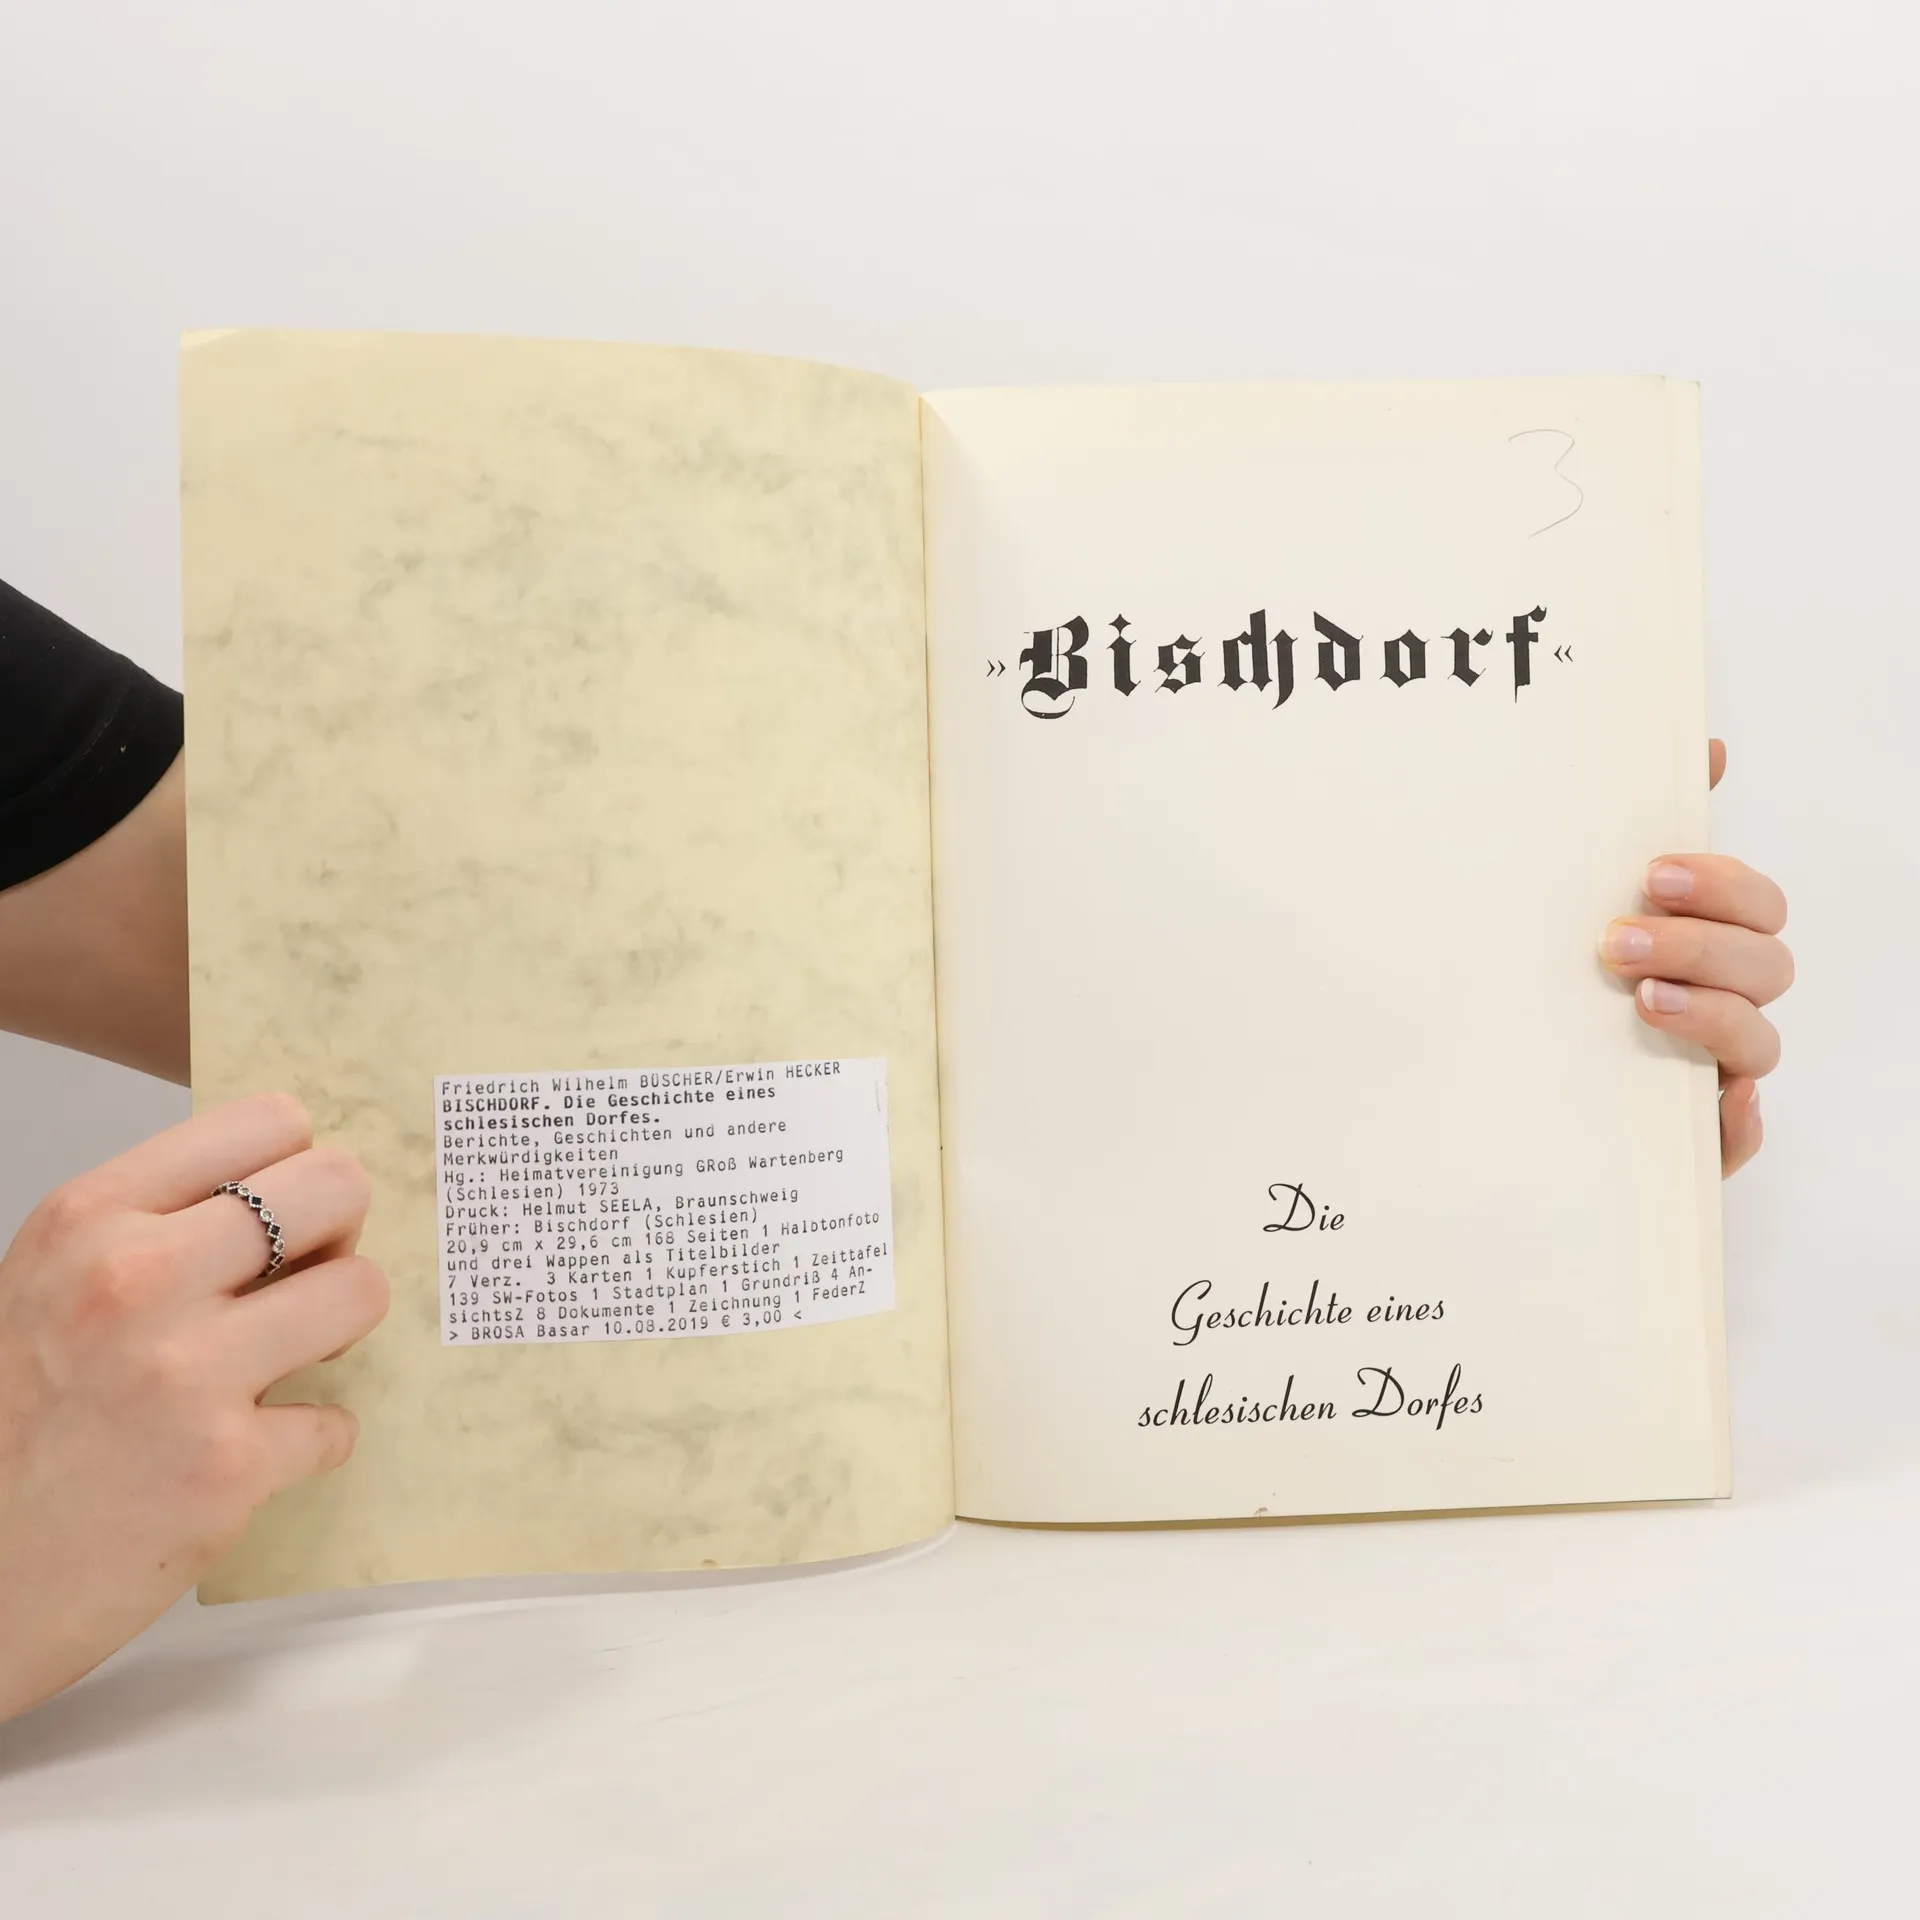 Friedrich Wilhelm BÜSCHER/Erwin HECKER
BISCHDORF. Die Geschichte eines
schlesischen Dorfes.
Berichte, Geschichten und andere
Merkwürdigkeiten
Hg.: Heimatvereinigung GRoß Wartenberg
(Schlesien) 1973
Druck: Helmut SEELA, Braunschweig
Früher: Bischdorf (Schlesien)
20,9 cm x 29,6 cm 168 Seiten 1 Halbtonfoto
und drei Wappen als Titelbilder
7 Verz. 3 Karten 1 Kupferstich 1 Zeittafel
139 SW-Fotos 1 Stadtplan 1 Grundriß 4 An-
sichtsZ 8 Dokumente 1 Zeichnung 1 FederZ
> BROSA Basar 10.08.2019 € 3,00 <
3
»Bischdorf«
Die
Geschichte eines
schlesischen Dorfes